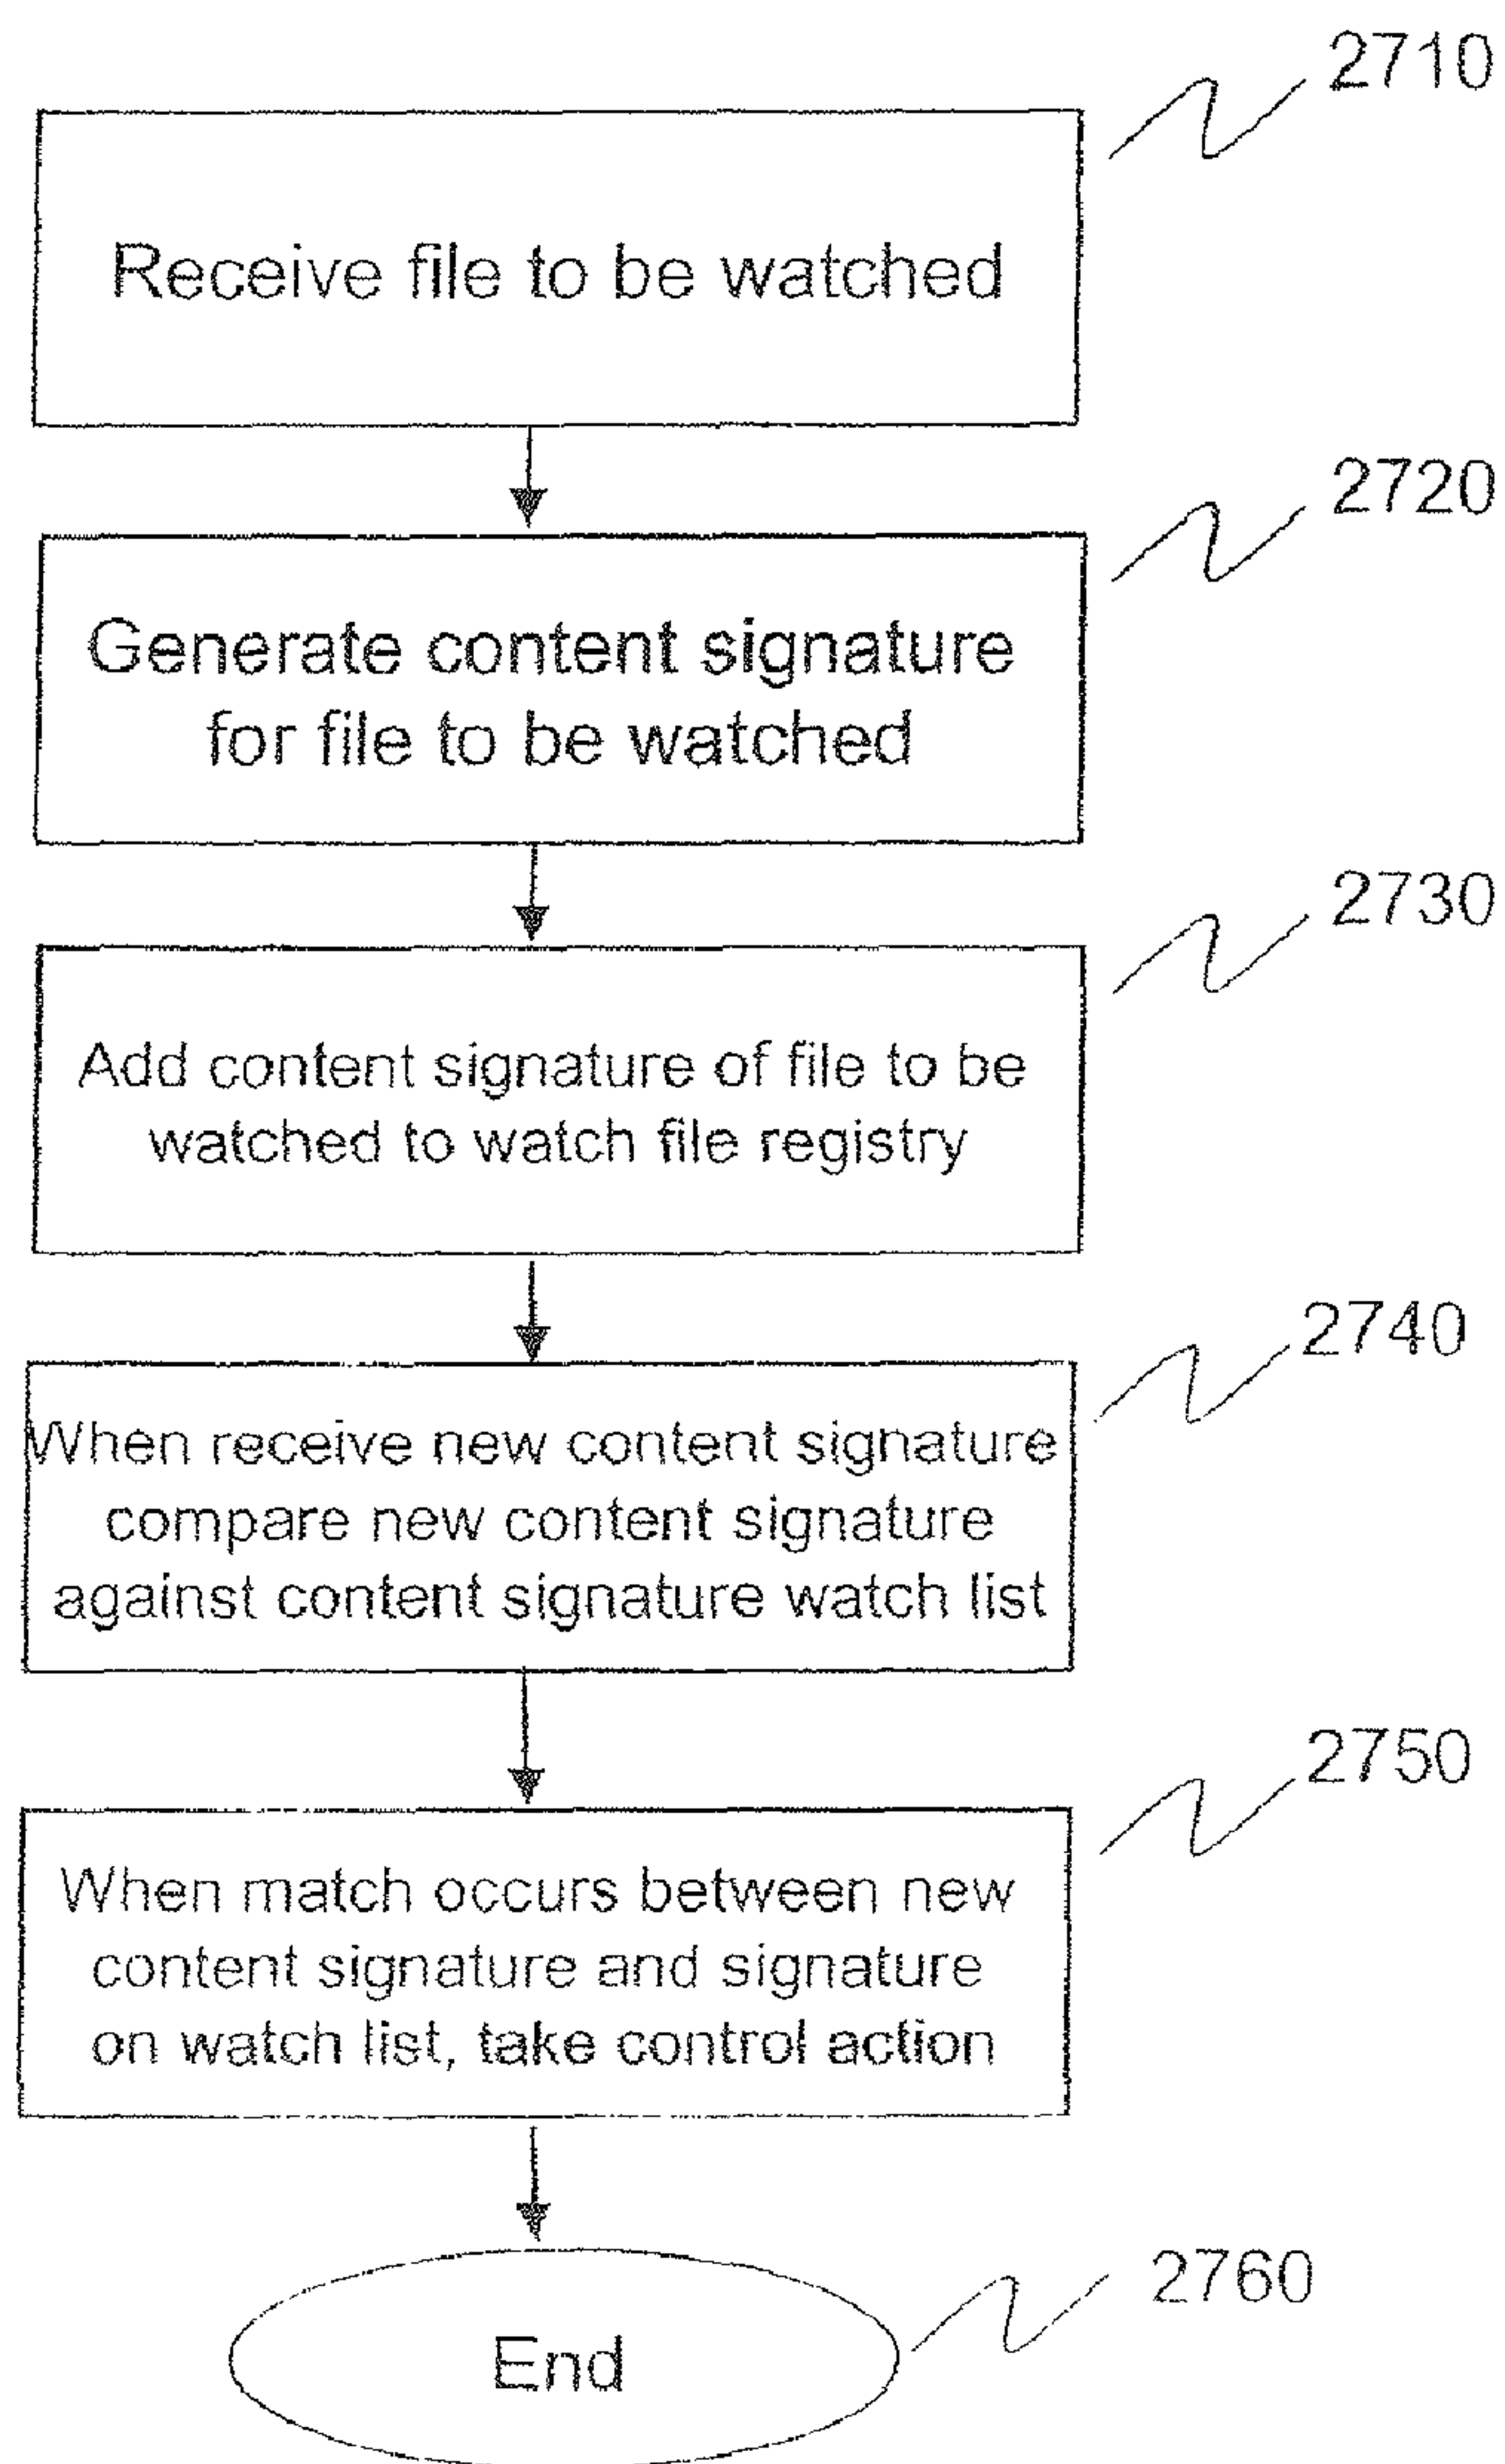 2710
Receive file to be watched
2720
Generate content signature
for file to be watched
2730
Add content signature of file to be
watched to watch file registry
2740
When receive new content signature
compare new content signature
against content signature watch list
2750
When match occurs between new
content signature and signature
on watch list, take control action
2760
End